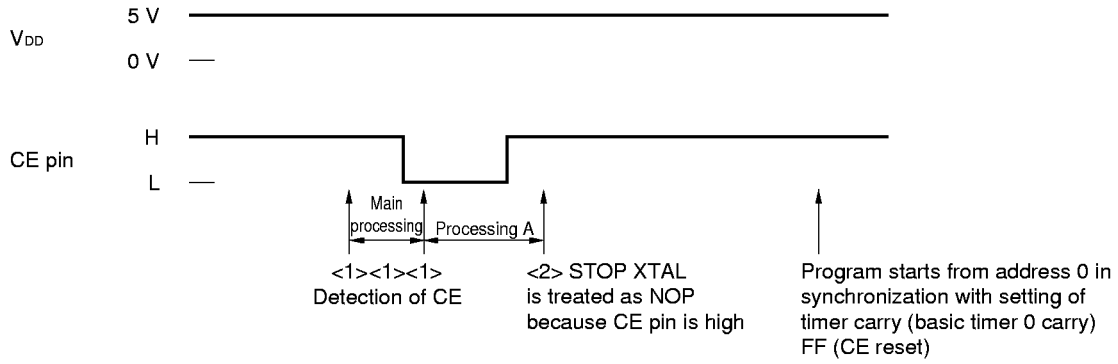 5 V
VDD
0 V
H
CE pin
L
Main
processing
Processing A
<1><1><1>
Detection of CE
<2> STOP XTAL
is treated as NOP
because CE pin is high
Program starts from address 0 in
synchronization with setting of
timer carry (basic timer 0 carry)
FF (CE reset)